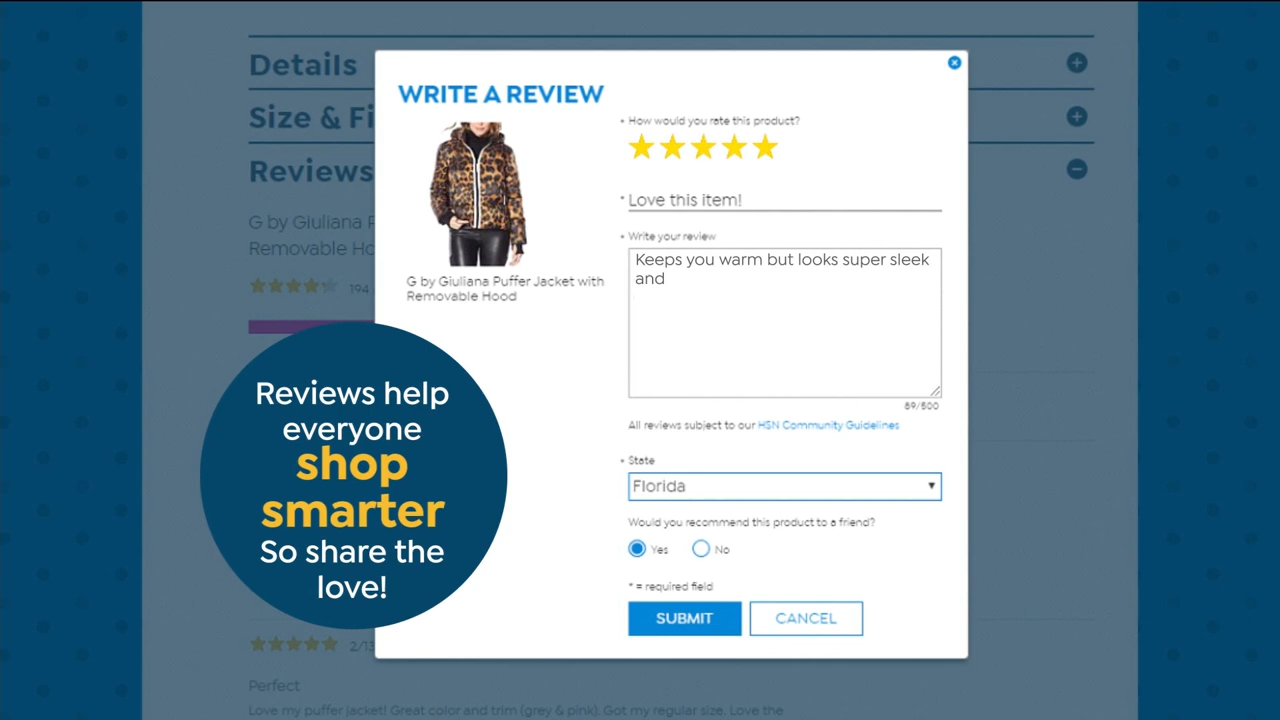 Details
Size & Fi
Reviews
G by Giuliana P
Removable Ho
194
WRITE A REVIEW
G by Giuliana Puffer Jacket with
Removable Hood
* How would you rate this product?
* Love this item!
* Write your review
Keeps you warm but looks super sleek
and
89/500
All reviews subject to our HSN Community Guidelines
* State
Florida
Would you recommend this product to a friend?
Yes No
* = required field
SUBMIT CANCEL
Reviews help
everyone
shop
smarter
So share the
love!
2/13
Perfect
Love my puffer jacket! Great color and trim (grey & pink). Got my regular size. Love the